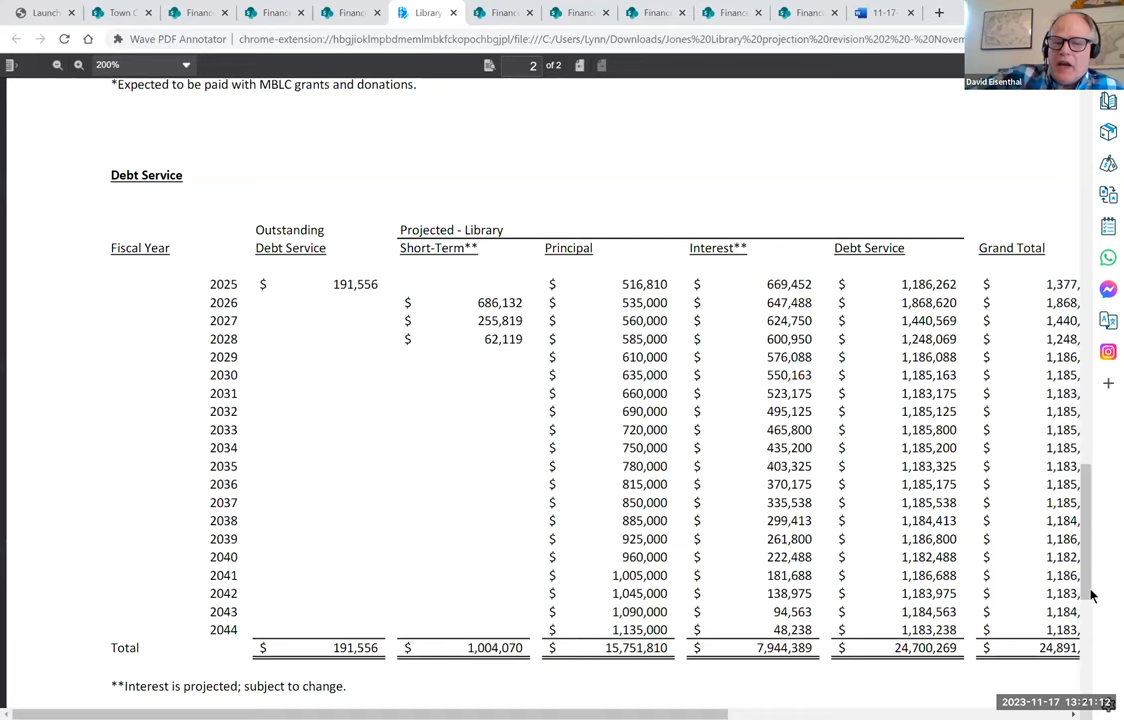 Launch
Town C
Financ
Financ
Financ
Library
Financ
Financ
Financ
Financ
Financ
11-17-
Wave PDF Annotator
chrome-extension://hbgjioklmpbdmemlmbkfckopochbgjpl/file:///C:/Users/Lynn/Downloads/Jones%20Library%20projection%20revision%202%20-%20Novem
200%
2 of 2
David Eisenthal
*Expected to be paid with MBLC grants and donations.
Debt Service
Outstanding Projected - Library
Fiscal Year Debt Service Short-Term** Principal Interest** Debt Service Grand Total
2025 $ 191,556 $ 516,810 $ 669,452 $ 1,186,262 $ 1,377,
2026 $ 686,132 $ 535,000 $ 647,488 $ 1,868,620 $ 1,868,
2027 $ 255,819 $ 560,000 $ 624,750 $ 1,440,569 $ 1,440,
2028 $ 62,119 $ 585,000 $ 600,950 $ 1,248,069 $ 1,248,
2029 $ 610,000 $ 576,088 $ 1,186,088 $ 1,186,
2030 $ 635,000 $ 550,163 $ 1,185,163 $ 1,185,
2031 $ 660,000 $ 523,175 $ 1,183,175 $ 1,183,
2032 $ 690,000 $ 495,125 $ 1,185,125 $ 1,185,
2033 $ 720,000 $ 465,800 $ 1,185,800 $ 1,185,
2034 $ 750,000 $ 435,200 $ 1,185,200 $ 1,185,
2035 $ 780,000 $ 403,325 $ 1,183,325 $ 1,183,
2036 $ 815,000 $ 370,175 $ 1,185,175 $ 1,185,
2037 $ 850,000 $ 335,538 $ 1,185,538 $ 1,185,
2038 $ 885,000 $ 299,413 $ 1,184,413 $ 1,184,
2039 $ 925,000 $ 261,800 $ 1,186,800 $ 1,186,
2040 $ 960,000 $ 222,488 $ 1,182,488 $ 1,182,
2041 $ 1,005,000 $ 181,688 $ 1,186,688 $ 1,186,
2042 $ 1,045,000 $ 138,975 $ 1,183,975 $ 1,183,
2043 $ 1,090,000 $ 94,563 $ 1,184,563 $ 1,184,
2044 $ 1,135,000 $ 48,238 $ 1,183,238 $ 1,183,
Total $ 191,556 $ 1,004,070 $ 15,751,810 $ 7,944,389 $ 24,700,269 $ 24,891,
**Interest is projected; subject to change.
2023-11-17 13:21:12